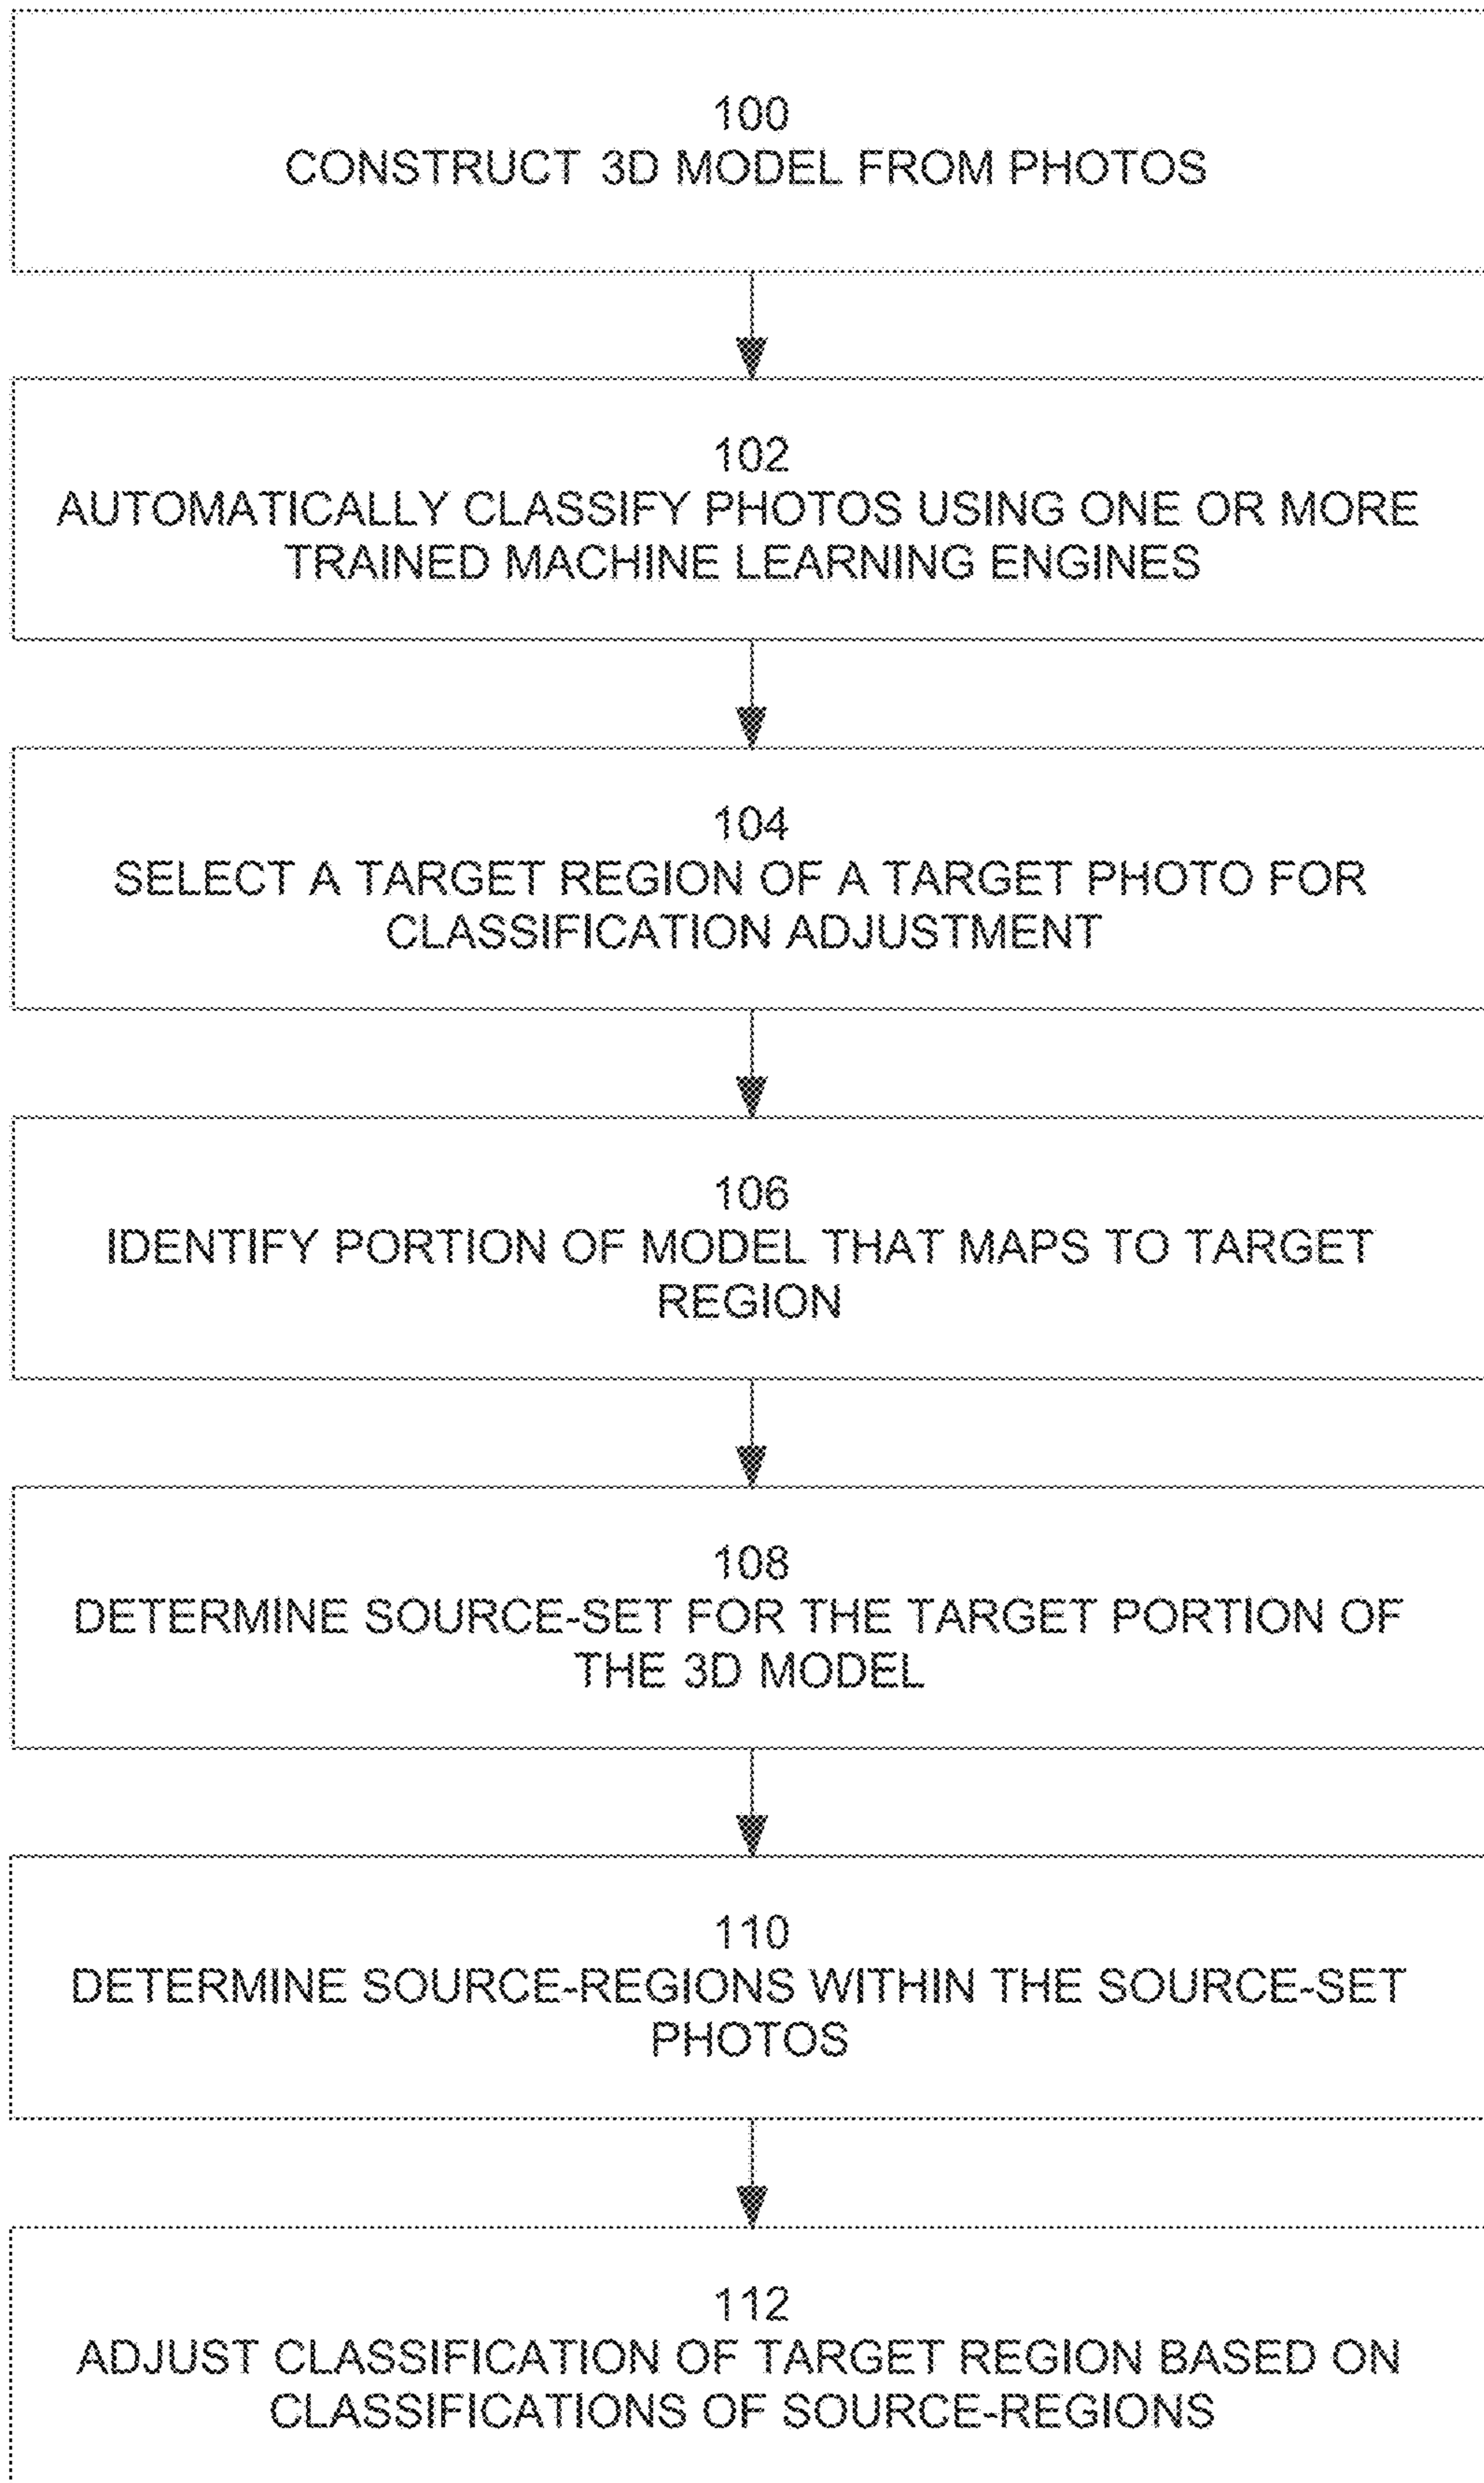 100
CONSTRUCT 3D MODEL FROM PHOTOS
102
AUTOMATICALLY CLASSIFY PHOTOS USING ONE OR MORE
TRAINED MACHINE LEARNING ENGINES
104
SELECT A TARGET REGION OF A TARGET PHOTO FOR
CLASSIFICATION ADJUSTMENT
106
IDENTIFY PORTION OF MODEL THAT MAPS TO TARGET
REGION
108
DETERMINE SOURCE-SET FOR THE TARGET PORTION OF
THE 3D MODEL
110
DETERMINE SOURCE-REGIONS WITHIN THE SOURCE-SET
PHOTOS
112
ADJUST CLASSIFICATION OF TARGET REGION BASED ON
CLASSIFICATIONS OF SOURCE-REGIONS